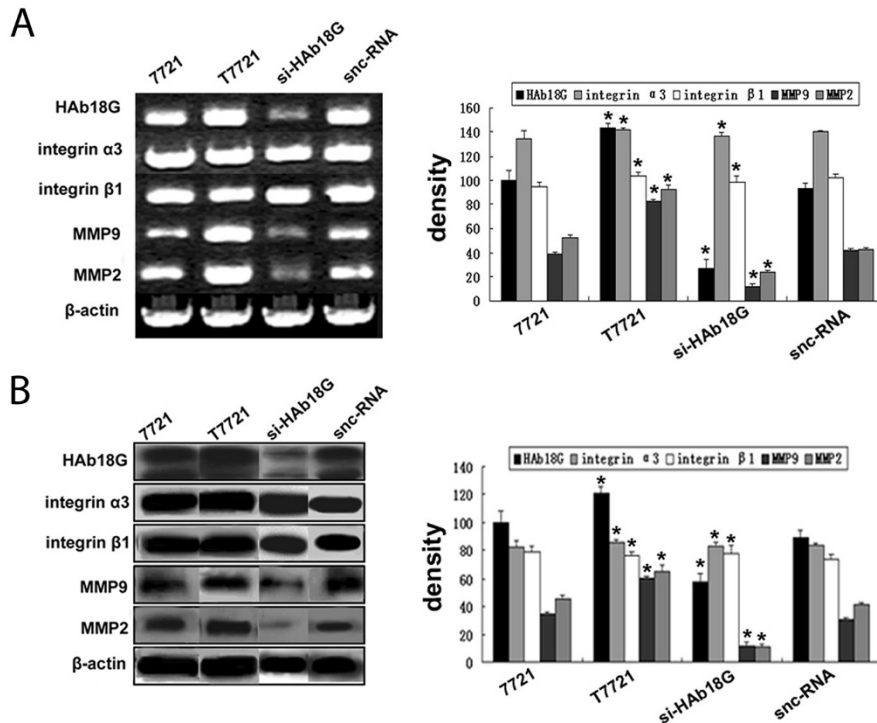 A
7721 T7721 si-HAb18G snc-RNA
HAb18G
integrin α3
integrin β1
MMP9
MMP2
β-actin
HAb18G integrin α3 integrin β1 MMP9 MMP2
density
160
140
120
100
80
60
40
20
0
* * * * *
* * * * *
7721 T7721 si-HAb18G snc-RNA
B
7721 T7721 si-HAb18G snc-RNA
HAb18G
integrin α3
integrin β1
MMP9
MMP2
β-actin
HAb18G integrin α3 integrin β1 MMP9 MMP2
density
140
120
100
80
60
40
20
0
* * * * *
* * * * *
7721 T7721 si-HAb18G snc-RNA